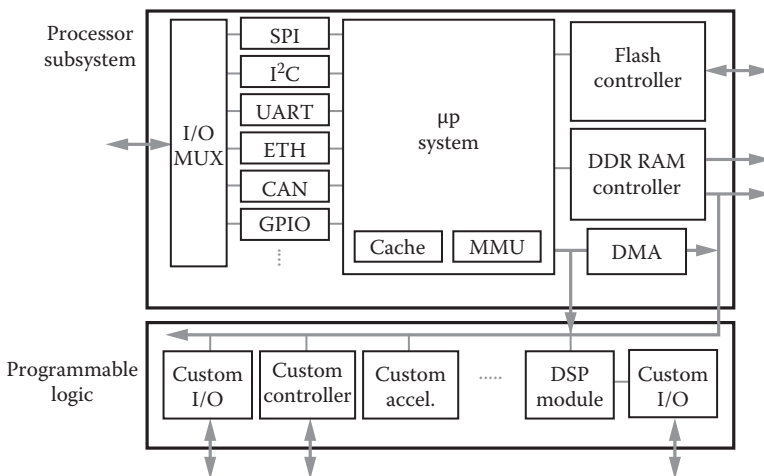 Processor
subsystem
I/O
MUX
SPI
I²C
UART
ETH
CAN
GPIO
μp
system
Cache
MMU
Flash
controller
DDR RAM
controller
DMA
Programmable
logic
Custom
I/O
Custom
controller
Custom
accel.
DSP
module
Custom
I/O